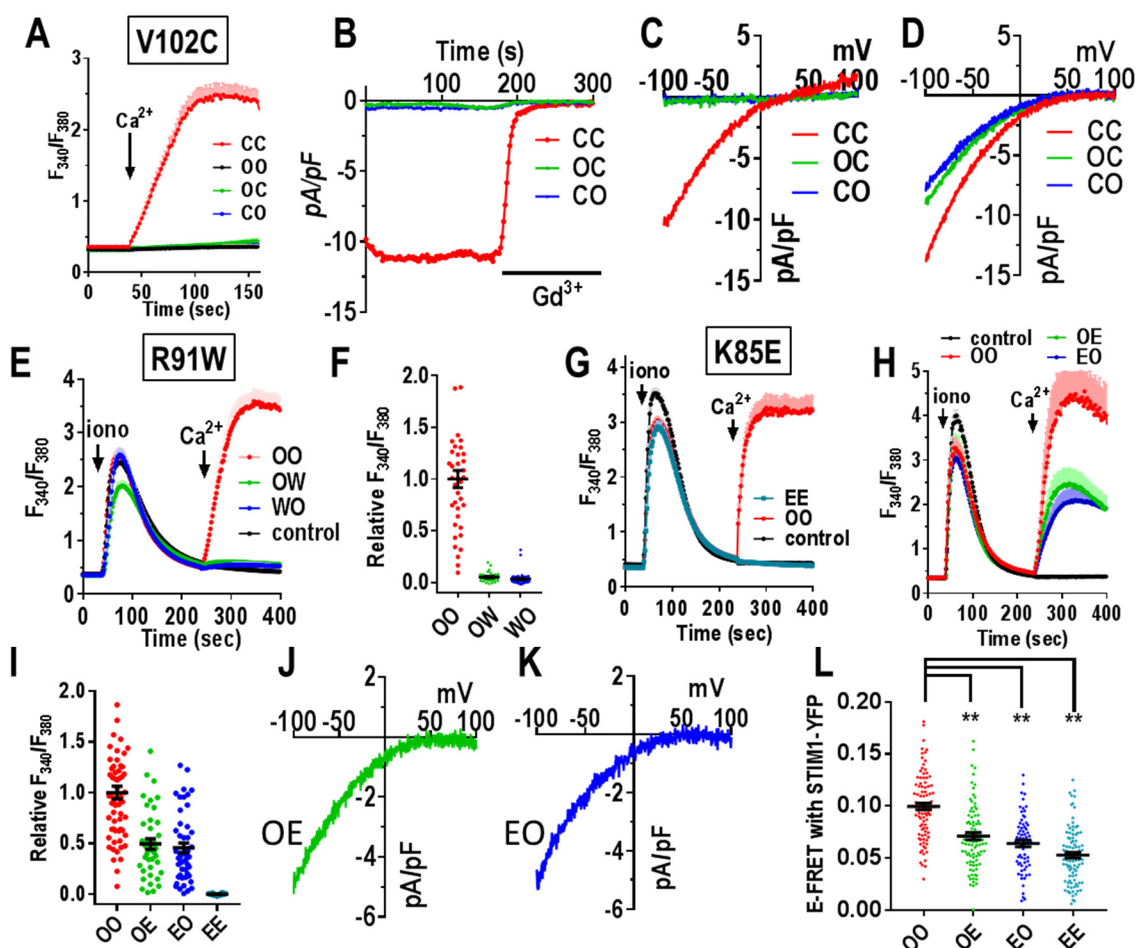 A
V102C
F340/F380
3
2
1
0
Ca2+
CC
OO
OC
CO
0
50
100
150
Time (sec)
B
Time (s)
100
200
300
0
-5
-10
-15
pA/pF
CC
OC
CO
Gd3+
C
5
mV
-100
-50
50
100
-5
-10
-15
CC
OC
CO
pA/pF
D
5
mV
-100
-50
50
100
-5
-10
-15
CC
OC
CO
pA/pF
E
R91W
F340/F380
4
3
2
1
0
iono
Ca2+
OO
OW
WO
control
0
100
200
300
400
Time (sec)
F
Relative F340/F380
2.0
1.5
1.0
0.5
0.0
OO
OW
WO
G
K85E
F340/F380
4
3
2
1
0
iono
Ca2+
EE
OO
control
0
100
200
300
400
Time (sec)
H
control
OE
OO
EO
F340/F380
5
4
3
2
1
0
iono
Ca2+
0
100
200
300
400
Time (sec)
I
Relative F340/F380
2.0
1.5
1.0
0.5
0.0
OO
OE
EO
EE
J
2
mV
-100
-50
50
100
-2
-4
-6
OE
pA/pF
K
2
mV
-100
-50
50
100
-2
-4
-6
EO
pA/pF
L
E-FRET with STIM1-YFP
0.20
0.15
0.10
0.05
0.00
**
**
**
OO
OE
EO
EE